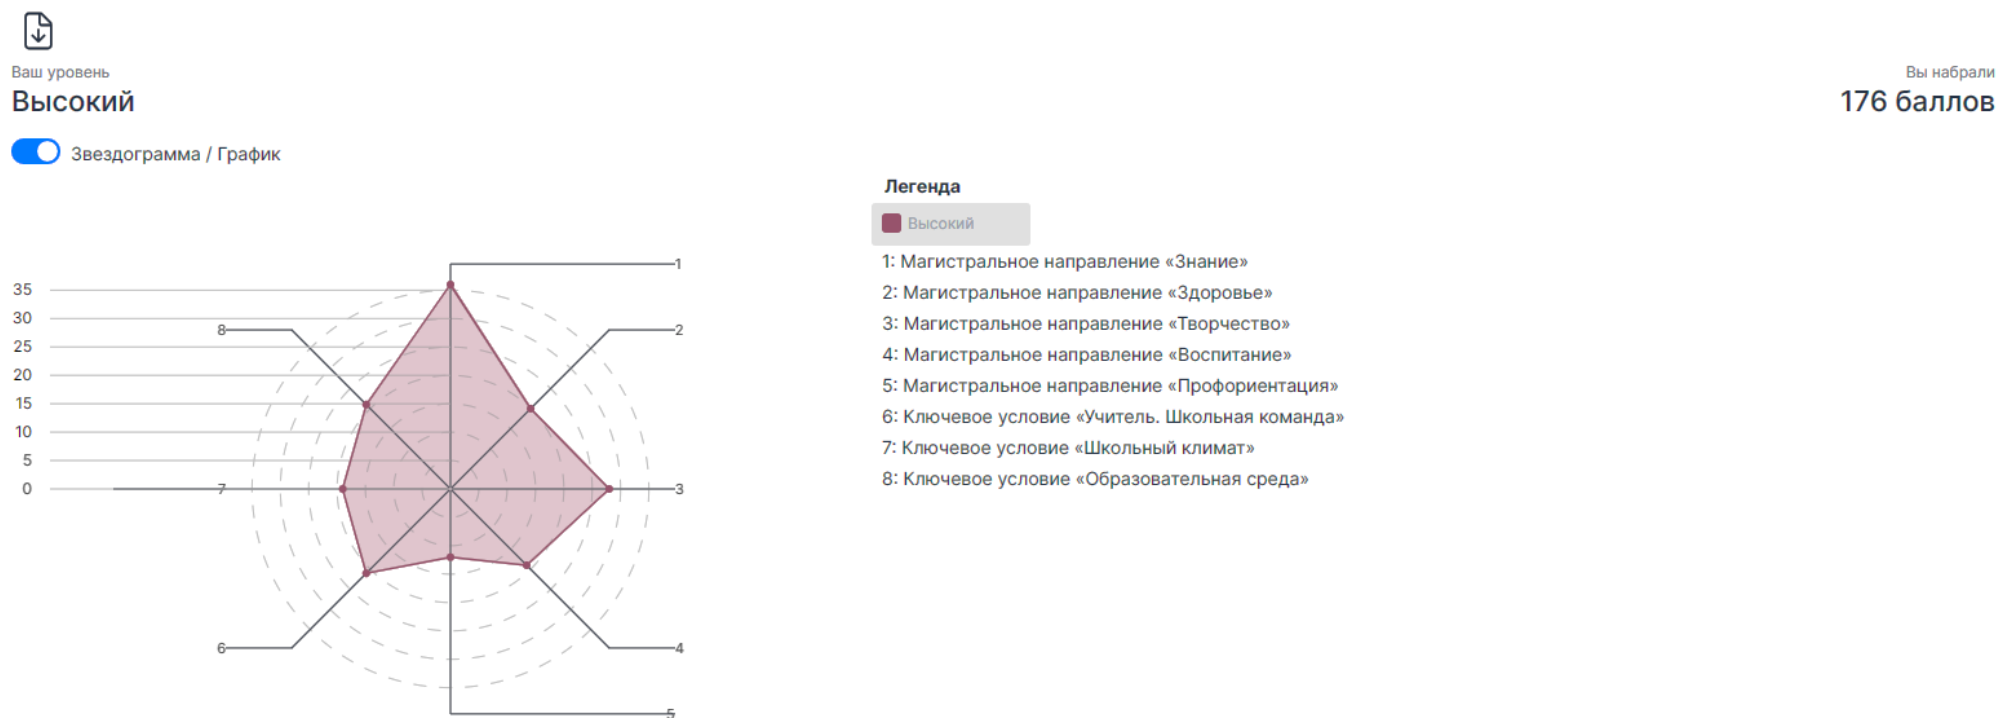 Ваш уровень
Вы набрали
Высокий
176 баллов
Звездограмма / График
Легенда
Высокий
1: Магистральное направление «Знание»
2: Магистральное направление «Здоровье»
3: Магистральное направление «Творчество»
4: Магистральное направление «Воспитание»
5: Магистральное направление «Профориентация»
6: Ключевое условие «Учитель. Школьная команда»
7: Ключевое условие «Школьный климат»
8: Ключевое условие «Образовательная среда»
1
35
30
8
2
25
20
15
10
5
0
7
3
6
4
5